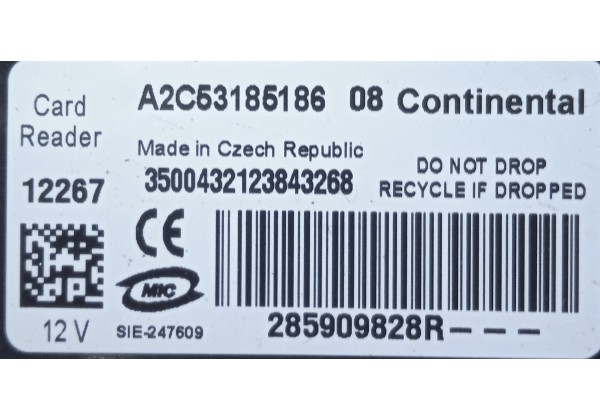 Card
Reader
A2C53185186 08 Continental
Made in Czech Republic
12267
3500432123843268
DO NOT DROP
RECYCLE IF DROPPED
CE
MIC
12 V
SIE-247609
285909828R---